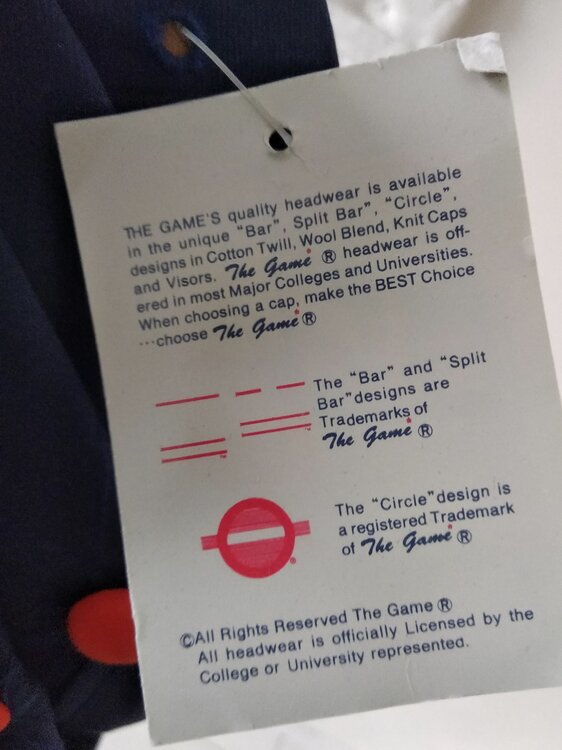 THE GAME'S quality headwear is available
in the unique "Bar", Split Bar", "Circle",
designs in Cotton Twill, Wool Blend, Knit Caps
and Visors. The Game ® headwear is off-
ered in most Major Colleges and Universities.
When choosing a cap, make the BEST Choice
...choose The Game ®
The "Bar" and "Split
Bar" designs are
Trademarks of
The Game ®
TM
TM
The "Circle" design is
a registered Trademark
of The Game ®
®
©All Rights Reserved The Game ®
All headwear is officially Licensed by the
College or University represented.